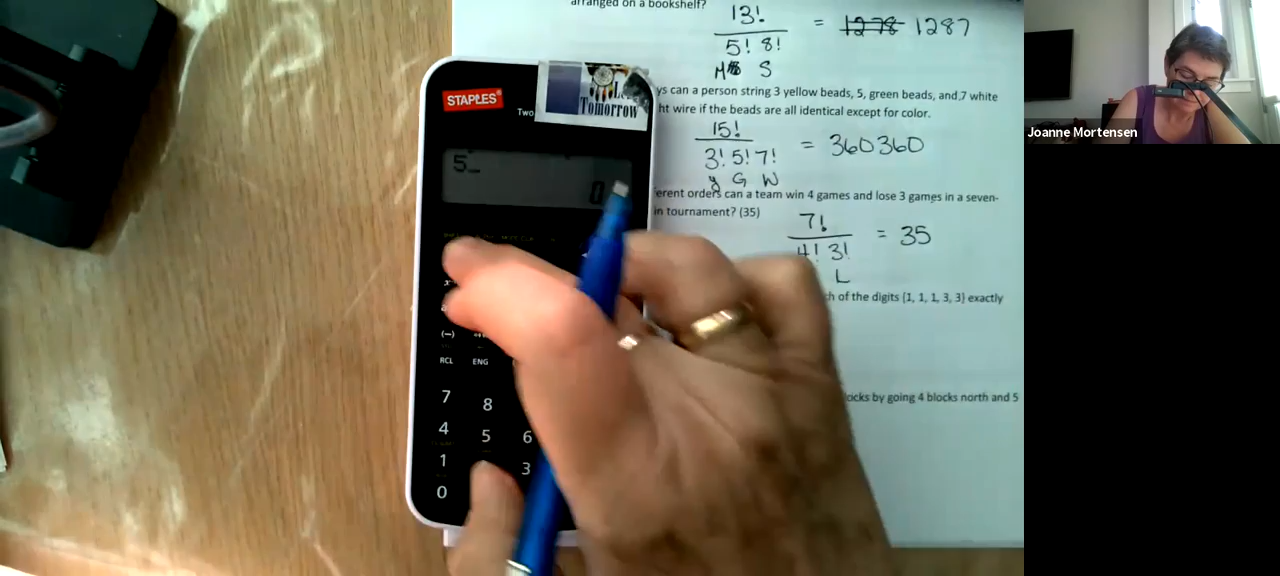 arranged on a bookshelf?
13!
5! 8!
= 1287
S
ys can a person string 3 yellow beads, 5, green beads, and 7 white
ht wire if the beads are all identical except for color.
15!
3! 5! 7!
= 360360
y G W
erent orders can a team win 4 games and lose 3 games in a seven-
in tournament? (35)
7!
4! 3!
= 35
L
h of the digits (1, 1, 1, 3, 3) exactly
locks by going 4 blocks north and 5
STAPLES
Two
Tomorrow
5
0
(-)
RCL ENG
7 8
4 5 6
1 3
0
Joanne Mortensen